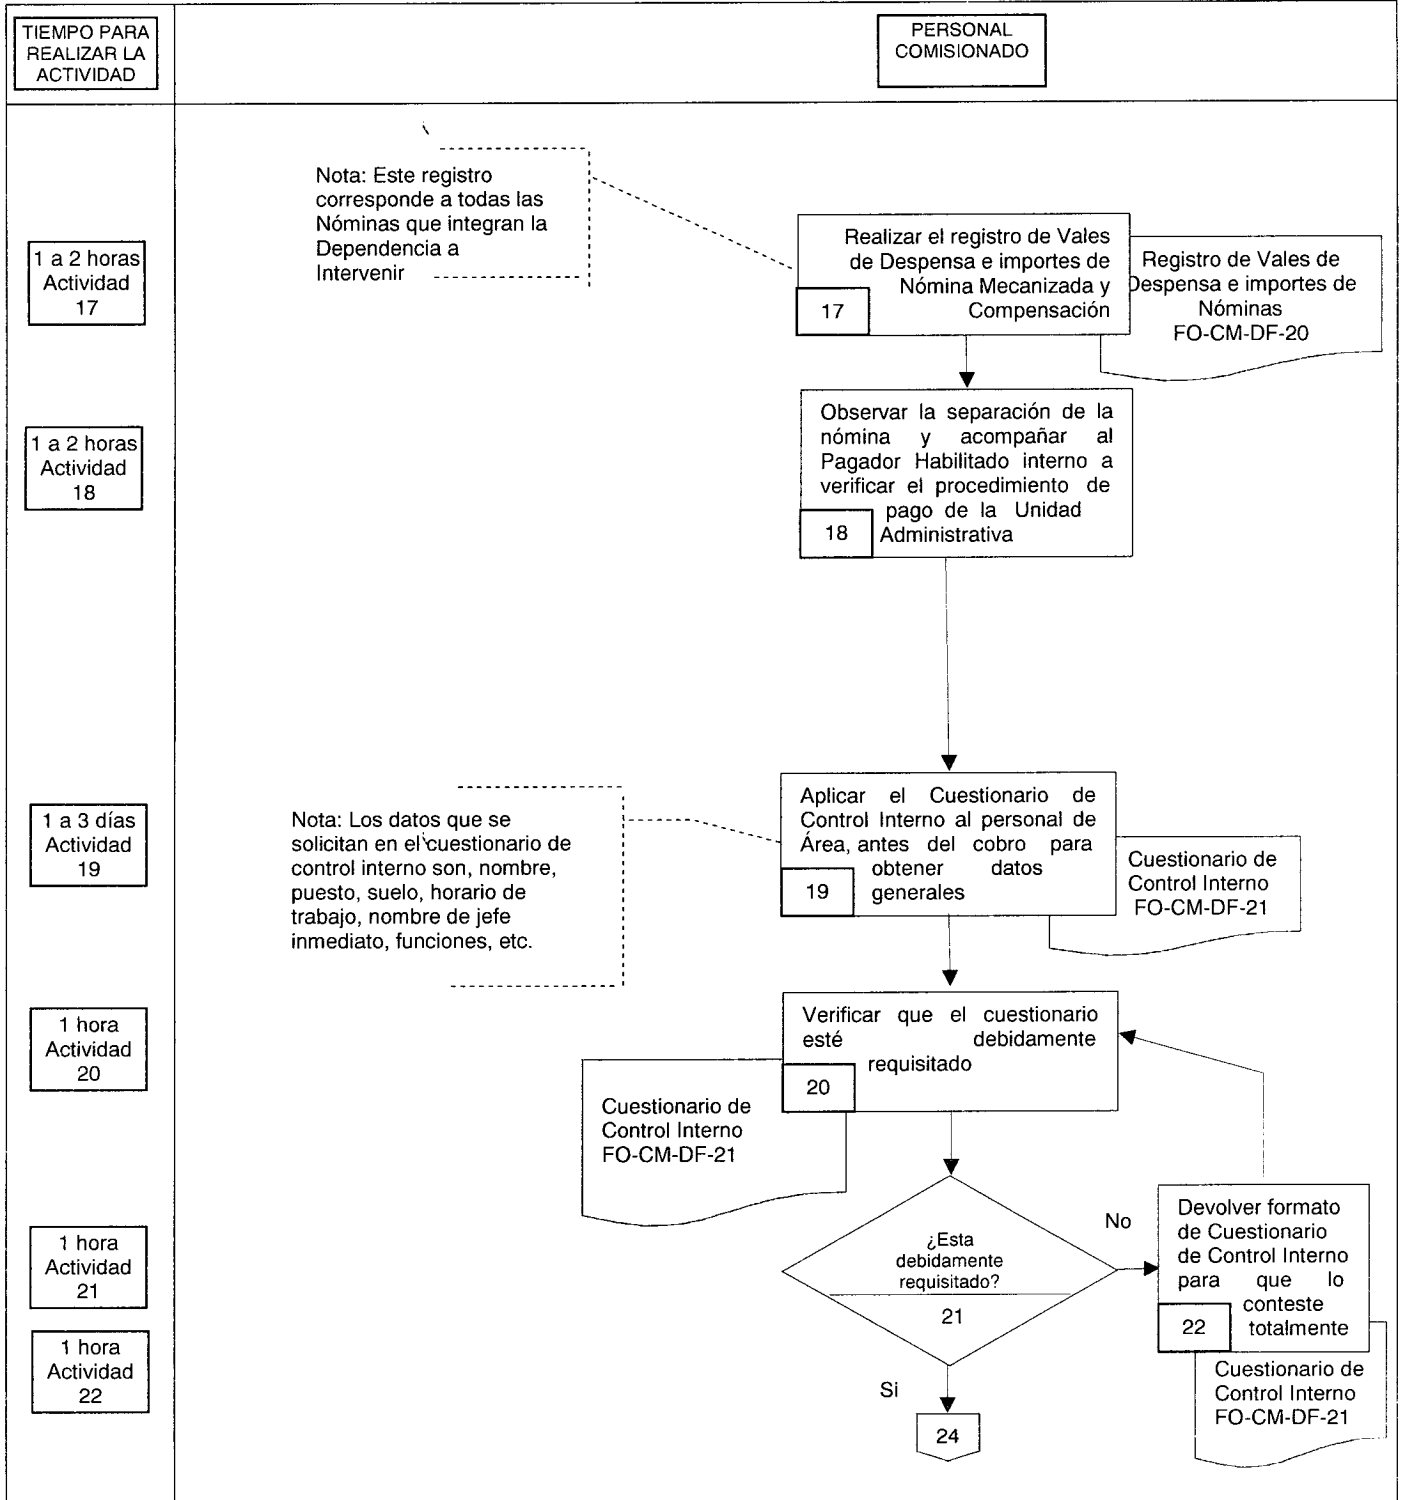 TIEMPO PARA
REALIZAR LA
ACTIVIDAD
PERSONAL
COMISIONADO
Nota: Este registro
corresponde a todas las
Nóminas que integran la
Dependencia a
Intervenir
1 a 2 horas
Actividad
17
Realizar el registro de Vales
de Despensa e importes de
Nómina Mecanizada y
Compensación
17
Registro de Vales de
Despensa e importes de
Nóminas
FO-CM-DF-20
1 a 2 horas
Actividad
18
Observar la separación de la
nómina y acompañar al
Pagador Habilitado interno a
verificar el procedimiento de
pago de la Unidad
Administrativa
18
1 a 3 días
Actividad
19
Nota: Los datos que se
solicitan en el cuestionario de
control interno son, nombre,
puesto, suelo, horario de
trabajo, nombre de jefe
inmediato, funciones, etc.
Aplicar el Cuestionario de
Control Interno al personal de
Área, antes del cobro para
obtener datos
generales
19
Cuestionario de
Control Interno
FO-CM-DF-21
1 hora
Actividad
20
Verificar que el cuestionario
esté debidamente
requisitado
20
Cuestionario de
Control Interno
FO-CM-DF-21
1 hora
Actividad
21
¿Esta
debidamente
requisitado?
21
No
Devolver formato
de Cuestionario
de Control Interno
para que lo
conteste
totalmente
22
Cuestionario de
Control Interno
FO-CM-DF-21
1 hora
Actividad
22
Si
24